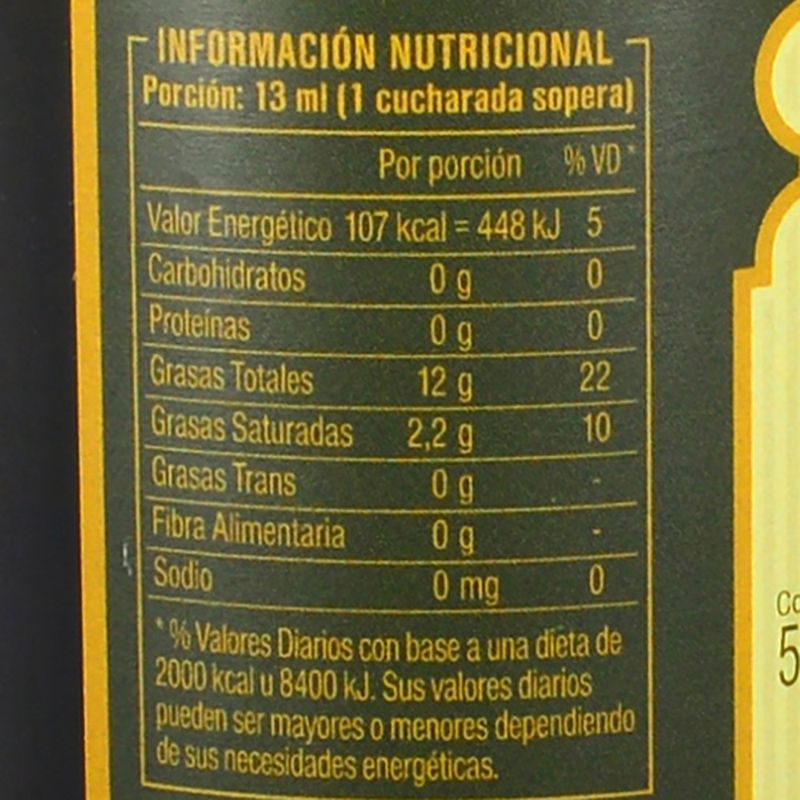 INFORMACIÓN NUTRICIONAL
Porción: 13 ml (1 cucharada sopera)
Por porción % VD *
Valor Energético 107 kcal = 448 kJ 5
Carbohidratos 0 g 0
Proteínas 0 g 0
Grasas Totales 12 g 22
Grasas Saturadas 2,2 g 10
Grasas Trans 0 g -
Fibra Alimentaria 0 g -
Sodio 0 mg 0
* % Valores Diarios con base a una dieta de
2000 kcal u 8400 kJ. Sus valores diarios
pueden ser mayores o menores dependiendo
de sus necesidades energéticas.